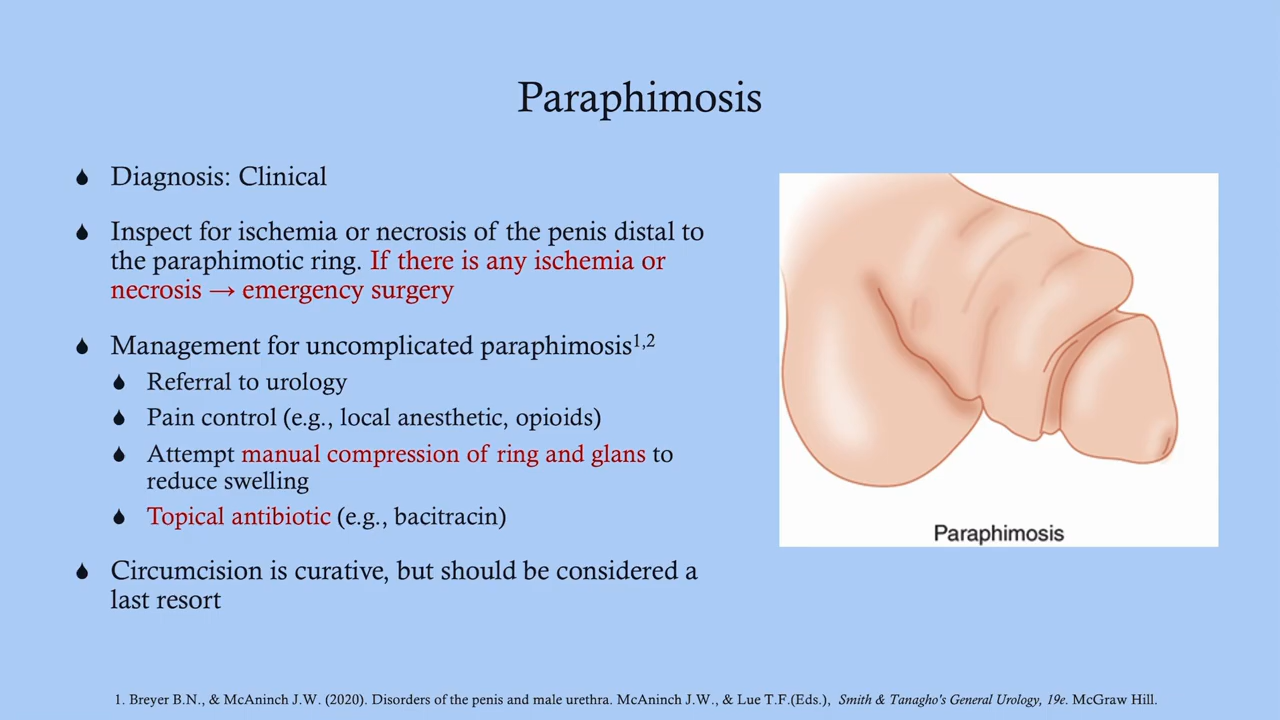 Paraphimosis
Diagnosis: Clinical
Inspect for ischemia or necrosis of the penis distal to
the paraphimotic ring. If there is any ischemia or
necrosis → emergency surgery
Management for uncomplicated paraphimosis1,2
Referral to urology
Pain control (e.g., local anesthetic, opioids)
Attempt manual compression of ring and glans to
reduce swelling
Topical antibiotic (e.g., bacitracin)
Circumcision is curative, but should be considered a
last resort
Paraphimosis
1. Breyer B.N., & McAninch J.W. (2020). Disorders of the penis and male urethra. McAninch J.W., & Lue T.F.(Eds.), Smith & Tanagho's General Urology, 19e. McGraw Hill.